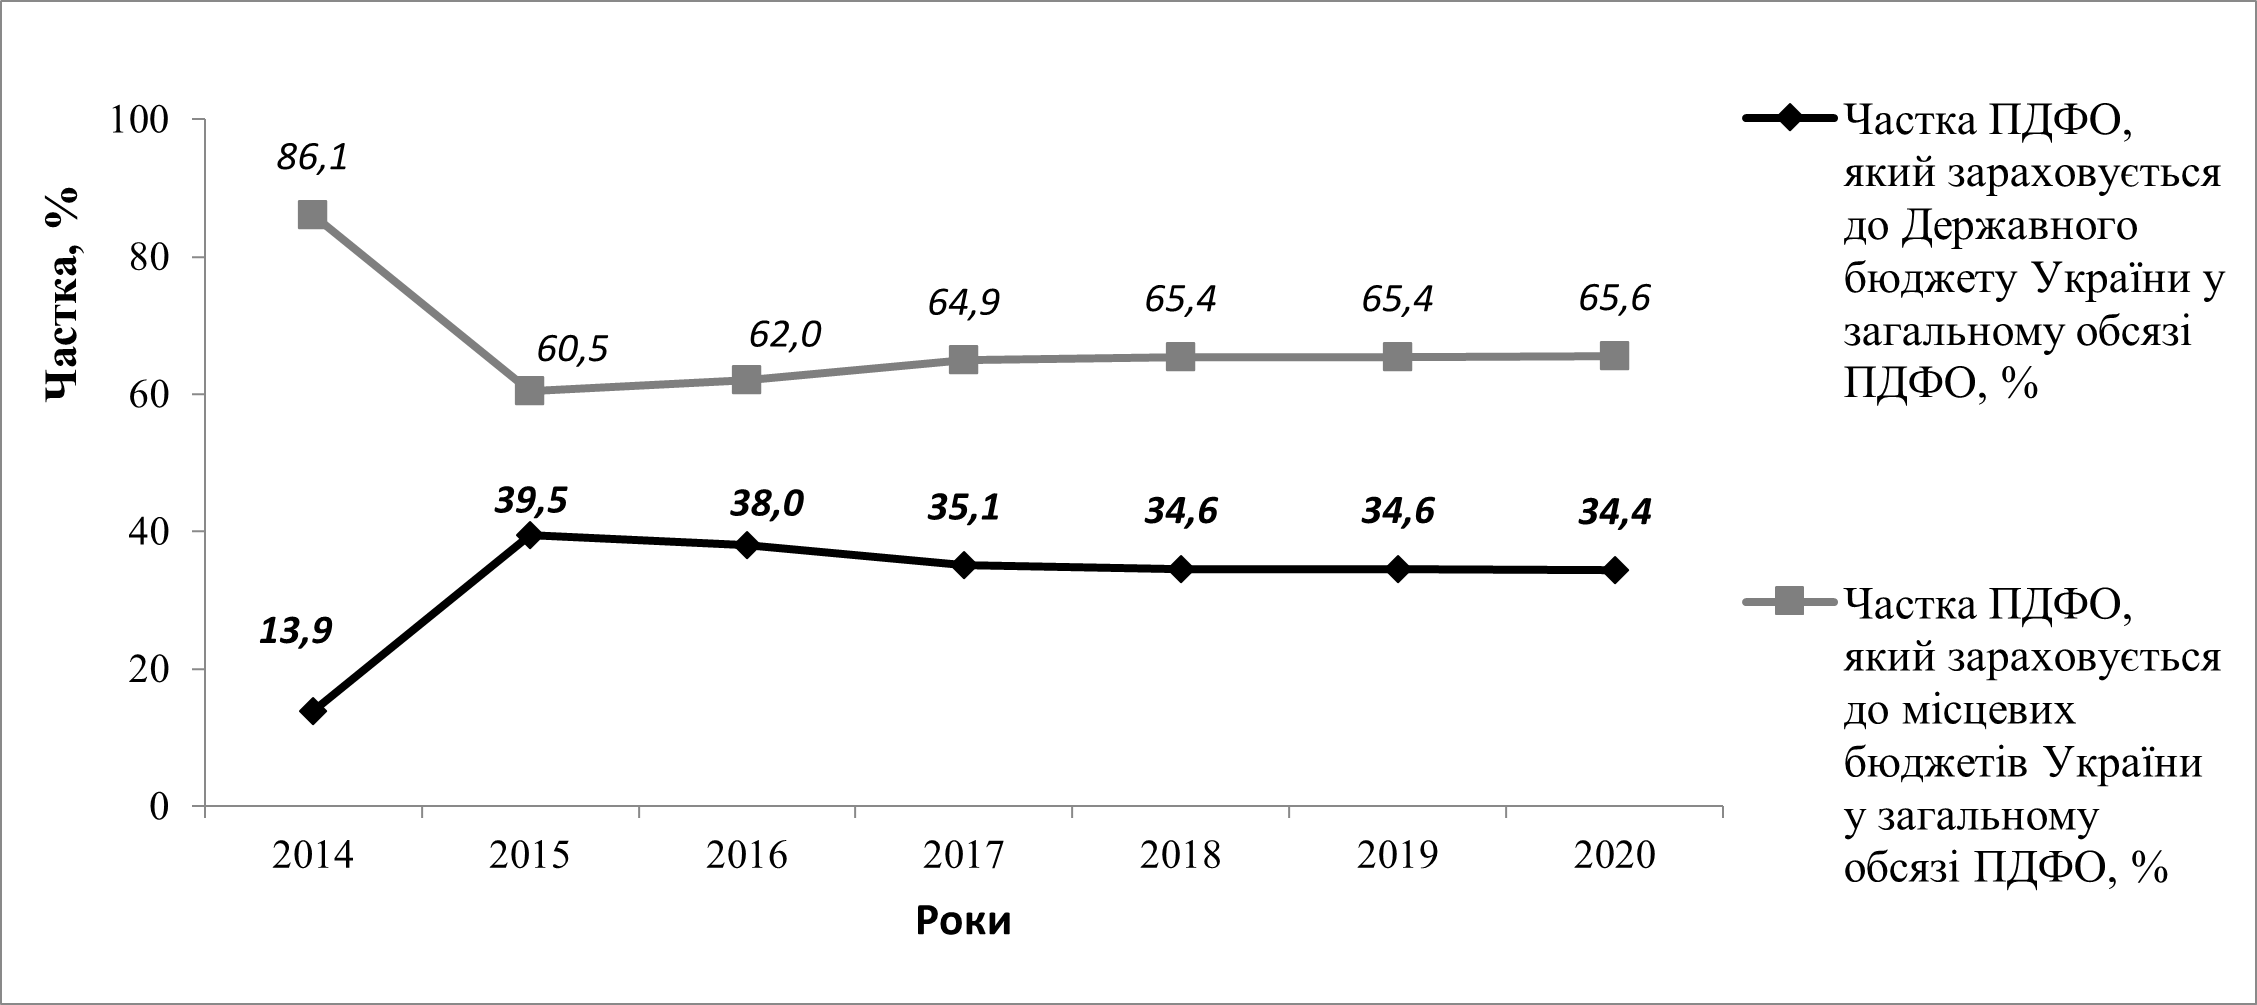 Частка, %
100
80
60
40
20
0
86,1
60,5
62,0
64,9
65,4
65,4
65,6
13,9
39,5
38,0
35,1
34,6
34,6
34,4
2014
2015
2016
2017
2018
2019
2020
Роки
Частка ПДФО,
який зараховується
до Державного
бюджету України у
загальному обсязі
ПДФО, %
Частка ПДФО,
який зараховується
до місцевих
бюджетів України
у загальному
обсязі ПДФО, %